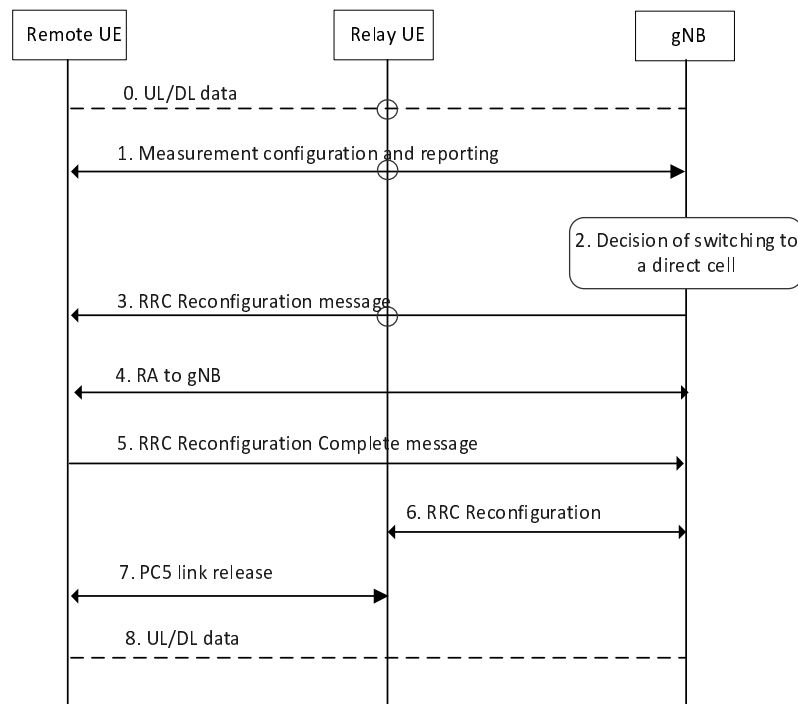 Remote UE
Relay UE
gNB
0. UL/DL data
1. Measurement configuration and reporting
2. Decision of switching to
a direct cell
3. RRC Reconfiguration message
4. RA to gNB
5. RRC Reconfiguration Complete message
6. RRC Reconfiguration
7. PC5 link release
8. UL/DL data